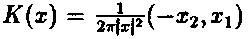 K(x) = \frac{1}{2\pi|x|^2}(-x_2, x_1)